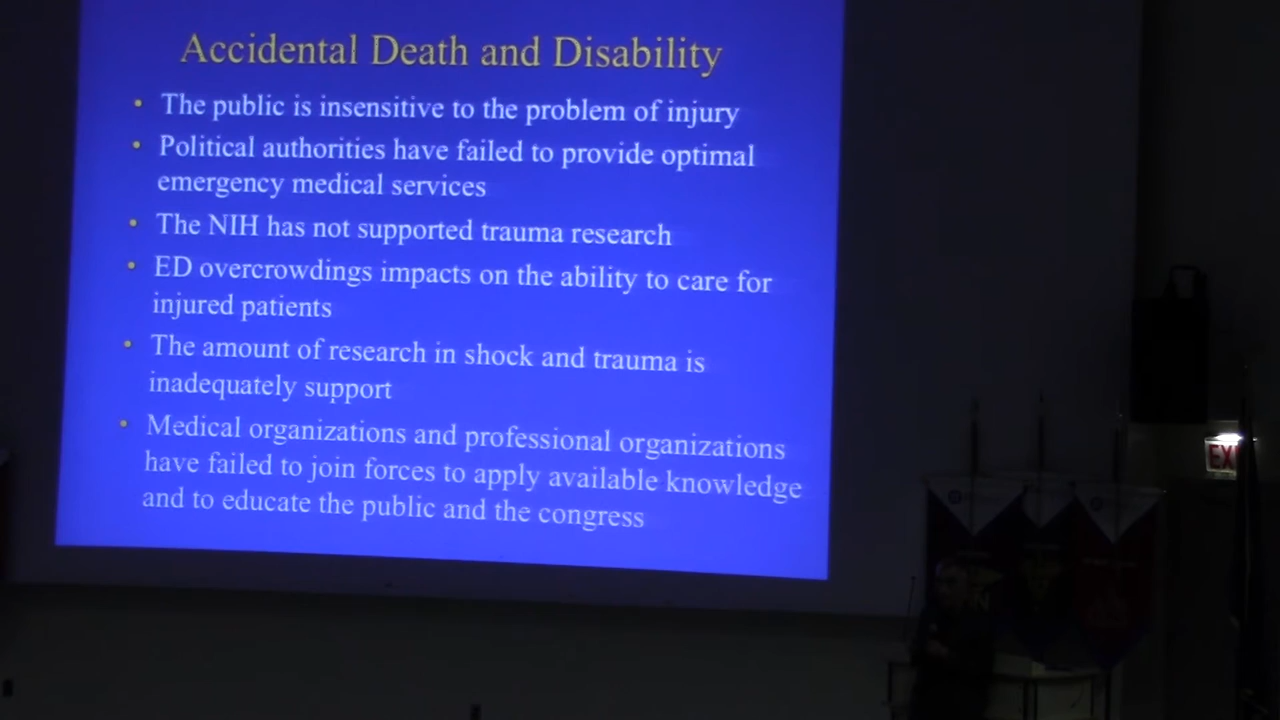 Accidental Death and Disability
• The public is insensitive to the problem of injury
• Political authorities have failed to provide optimal
emergency medical services
• The NIH has not supported trauma research
• ED overcrowdings impacts on the ability to care for
injured patients
• The amount of research in shock and trauma is
inadequately support
• Medical organizations and professional organizations
have failed to join forces to apply available knowledge
and to educate the public and the congress
EX